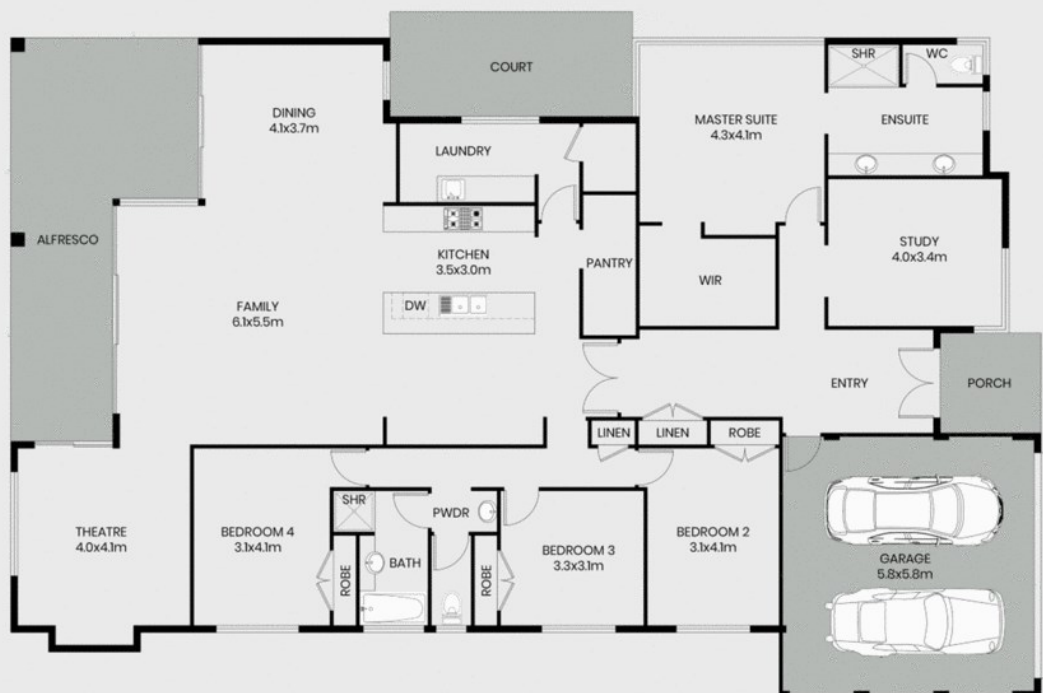 COURT
SHR
WC
DINING
4.1x3.7m
MASTER SUITE
4.3x4.1m
ENSUITE
LAUNDRY
ALFRESCO
KITCHEN
3.5x3.0m
PANTRY
STUDY
4.0x3.4m
WIR
FAMILY
6.1x5.5m
DW
ENTRY
PORCH
LINEN
LINEN
ROBE
SHR
PWDR
THEATRE
4.0x4.1m
BEDROOM 4
3.1x4.1m
BEDROOM 2
3.1x4.1m
BEDROOM 3
3.3x3.1m
BATH
ROBE
ROBE
GARAGE
5.8x5.8m